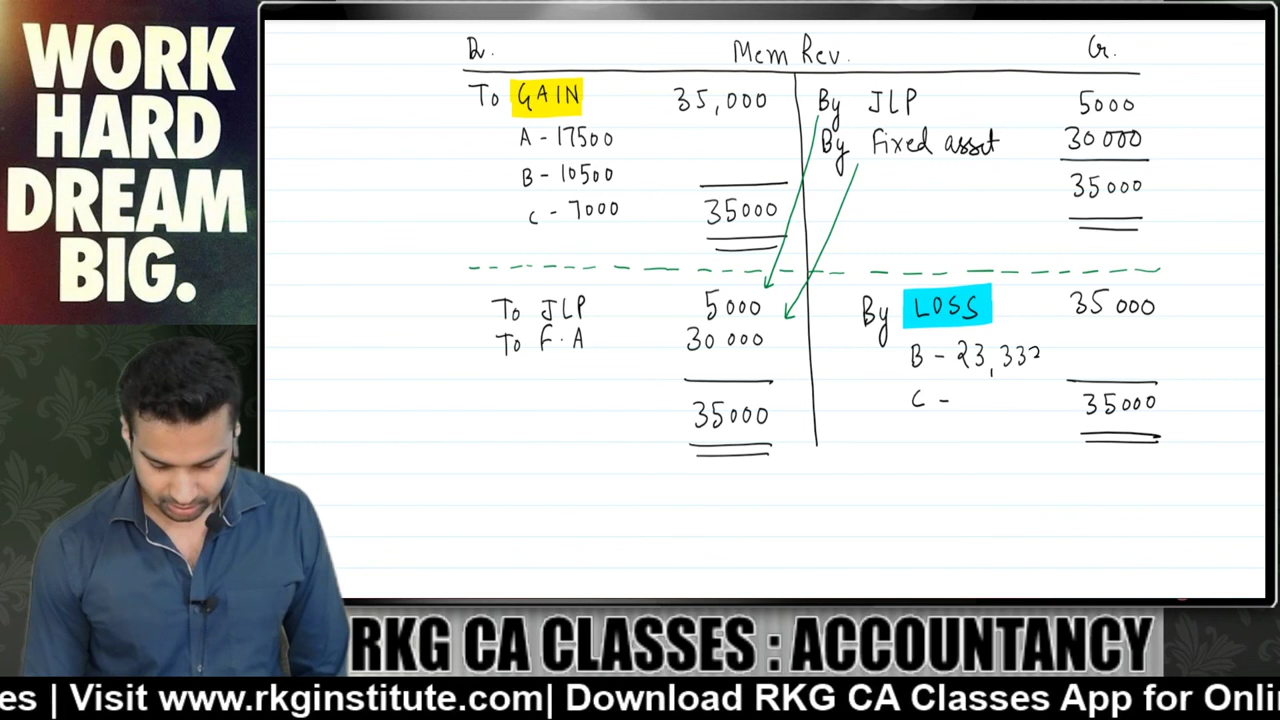 WORK
HARD
DREAM
BIG.
Dr. Mem Rev. Cr.
To GAIN 35,000 By JLP 5000
A - 17500 By Fixed asset 30000
B - 10500 35000
C - 7000 35000
To JLP 5000 By LOSS 35000
To F.A 30000
B - 23,333
C - 35000
35000
RKG CA CLASSES : ACCOUNTANCY
es | Visit www.rkginstitute.com| Download RKG CA Classes App for Onli